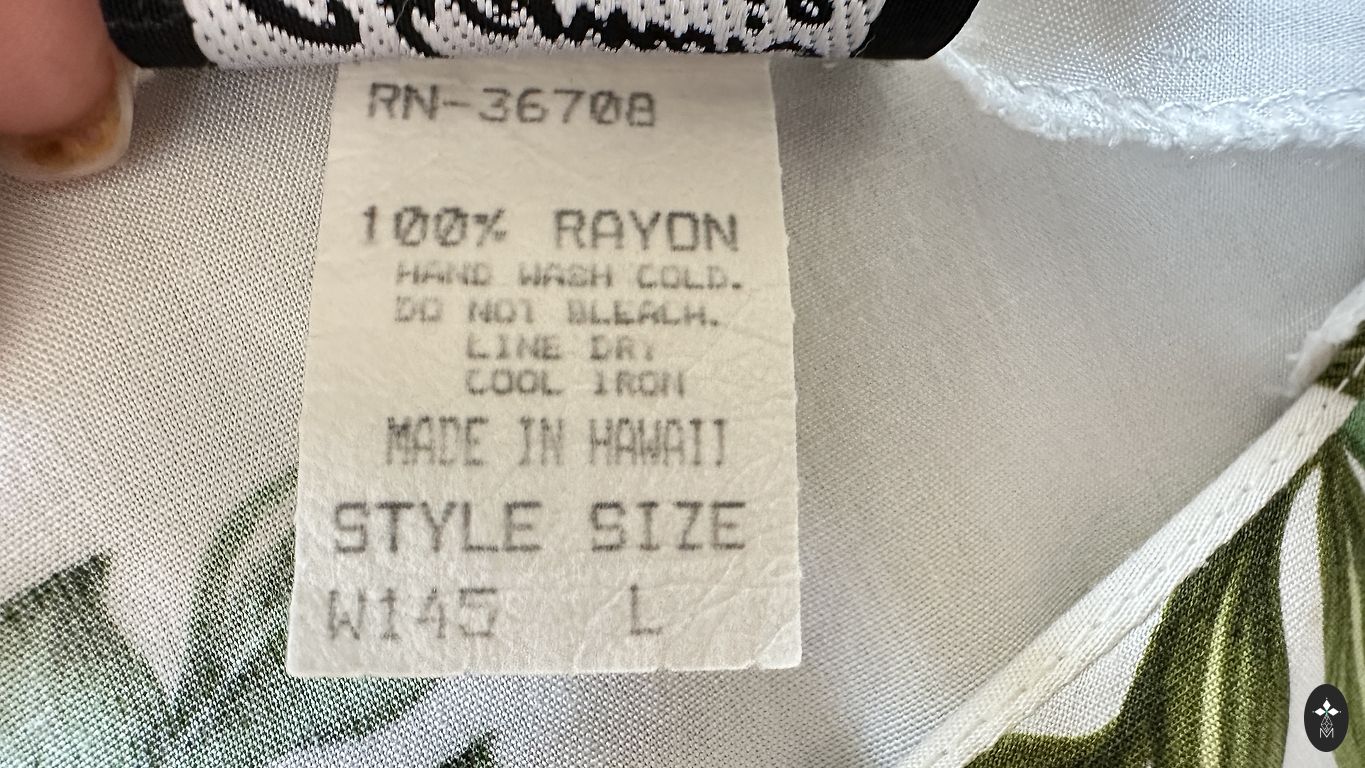 RN-36708
100% RAYON
HAND WASH COLD.
DO NOT BLEACH.
LINE DRY
COOL IRON
MADE IN HAWAII
STYLE SIZE
W145 L
M